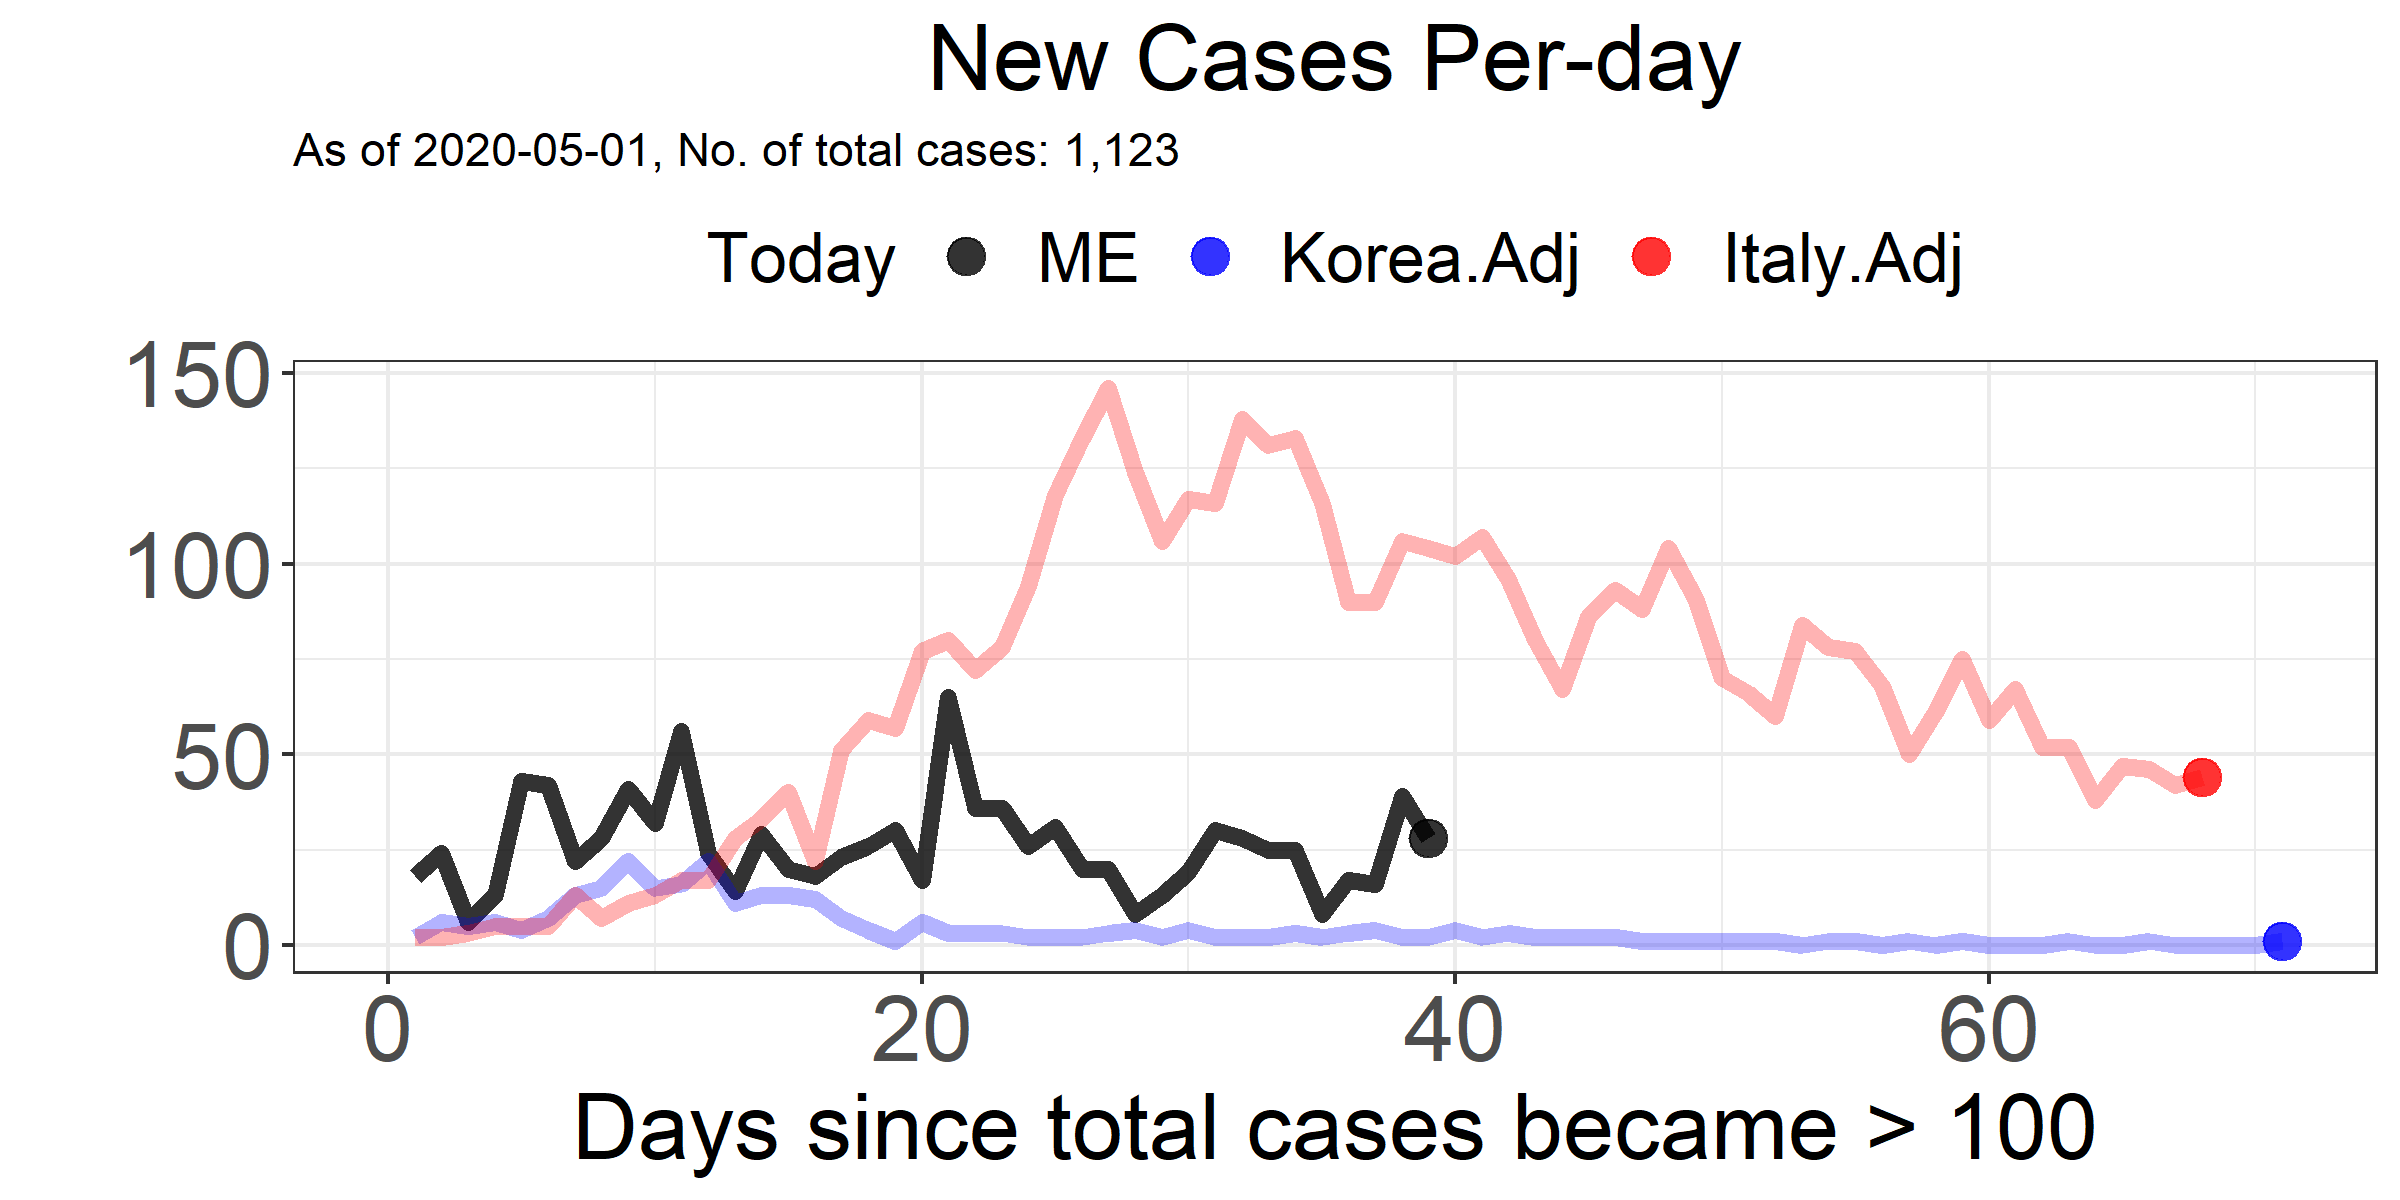 New Cases Per-day
As of 2020-05-01, No. of total cases: 1,123
Today ME Korea.Adj Italy.Adj
150
100
50
0
0 20 40 60
Days since total cases became > 100